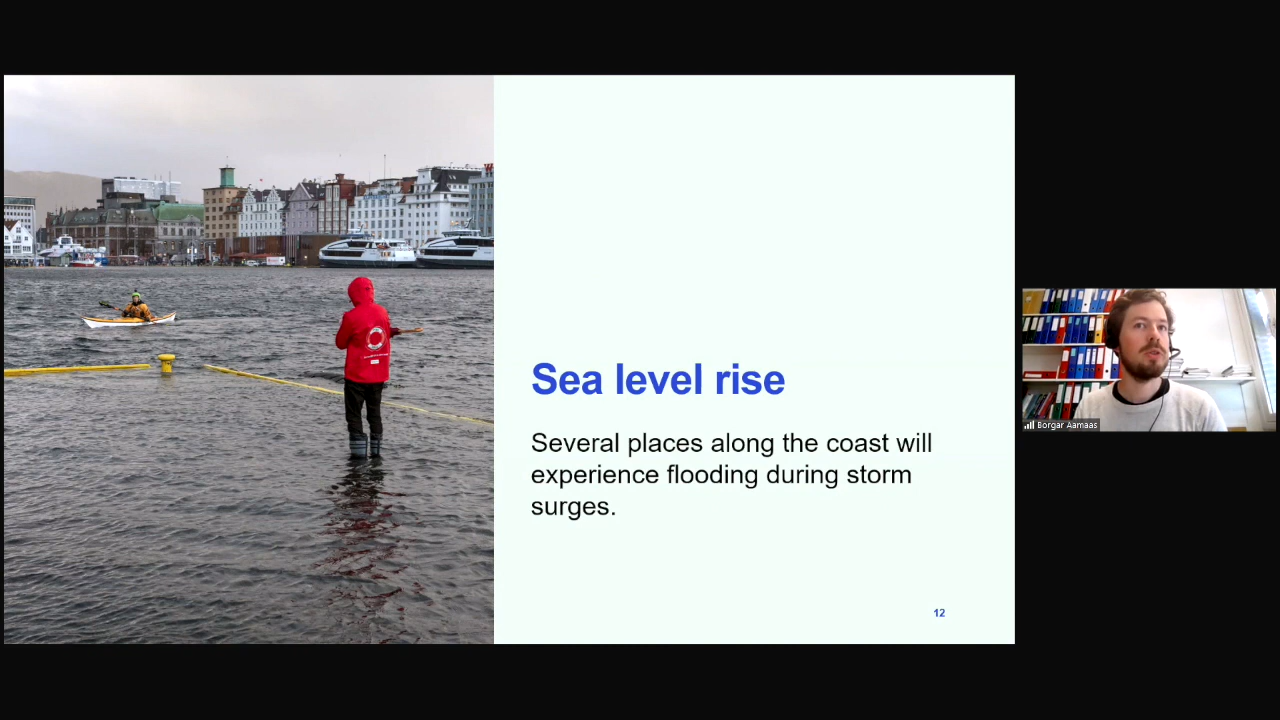 Sea level rise
Several places along the coast will
experience flooding during storm
surges.
12
Borgar Aamaas